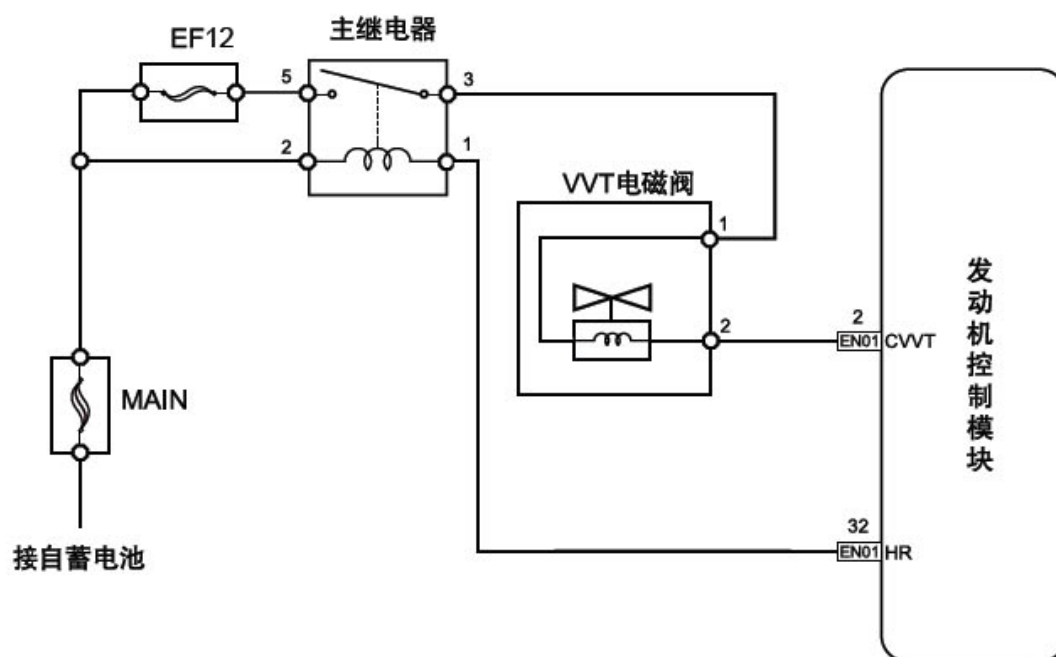 主继电器
EF12
5
3
2
1
VVT电磁阀
1
2
2
EN01
CVVT
发动机控制模块
MAIN
32
EN01
HR
接自蓄电池